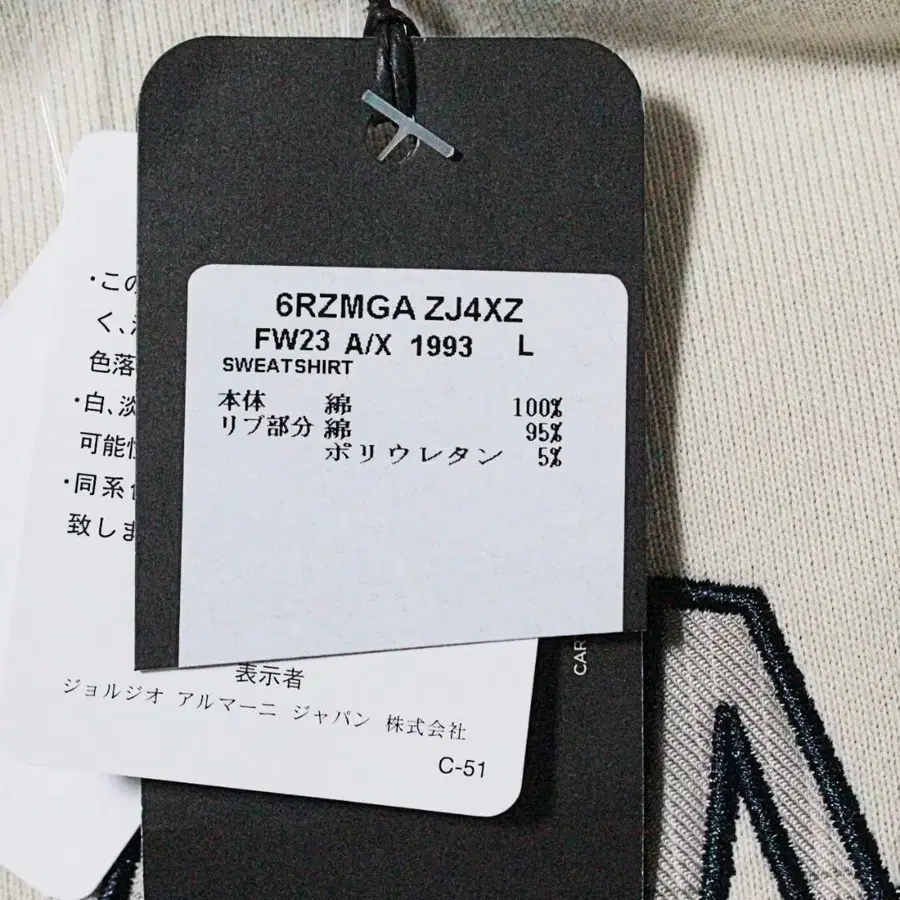 6RZMGA ZJ4XZ
FW23 A/X 1993 L
SWEATSHIRT
本体 綿 100%
リブ部分 綿 95%
ポリウレタン 5%
・この
く、
色落
・白、淡
可能性
・同系色
致しま
表示者
ジョルジオ アルマーニ ジャパン 株式会社
C-51
CAR